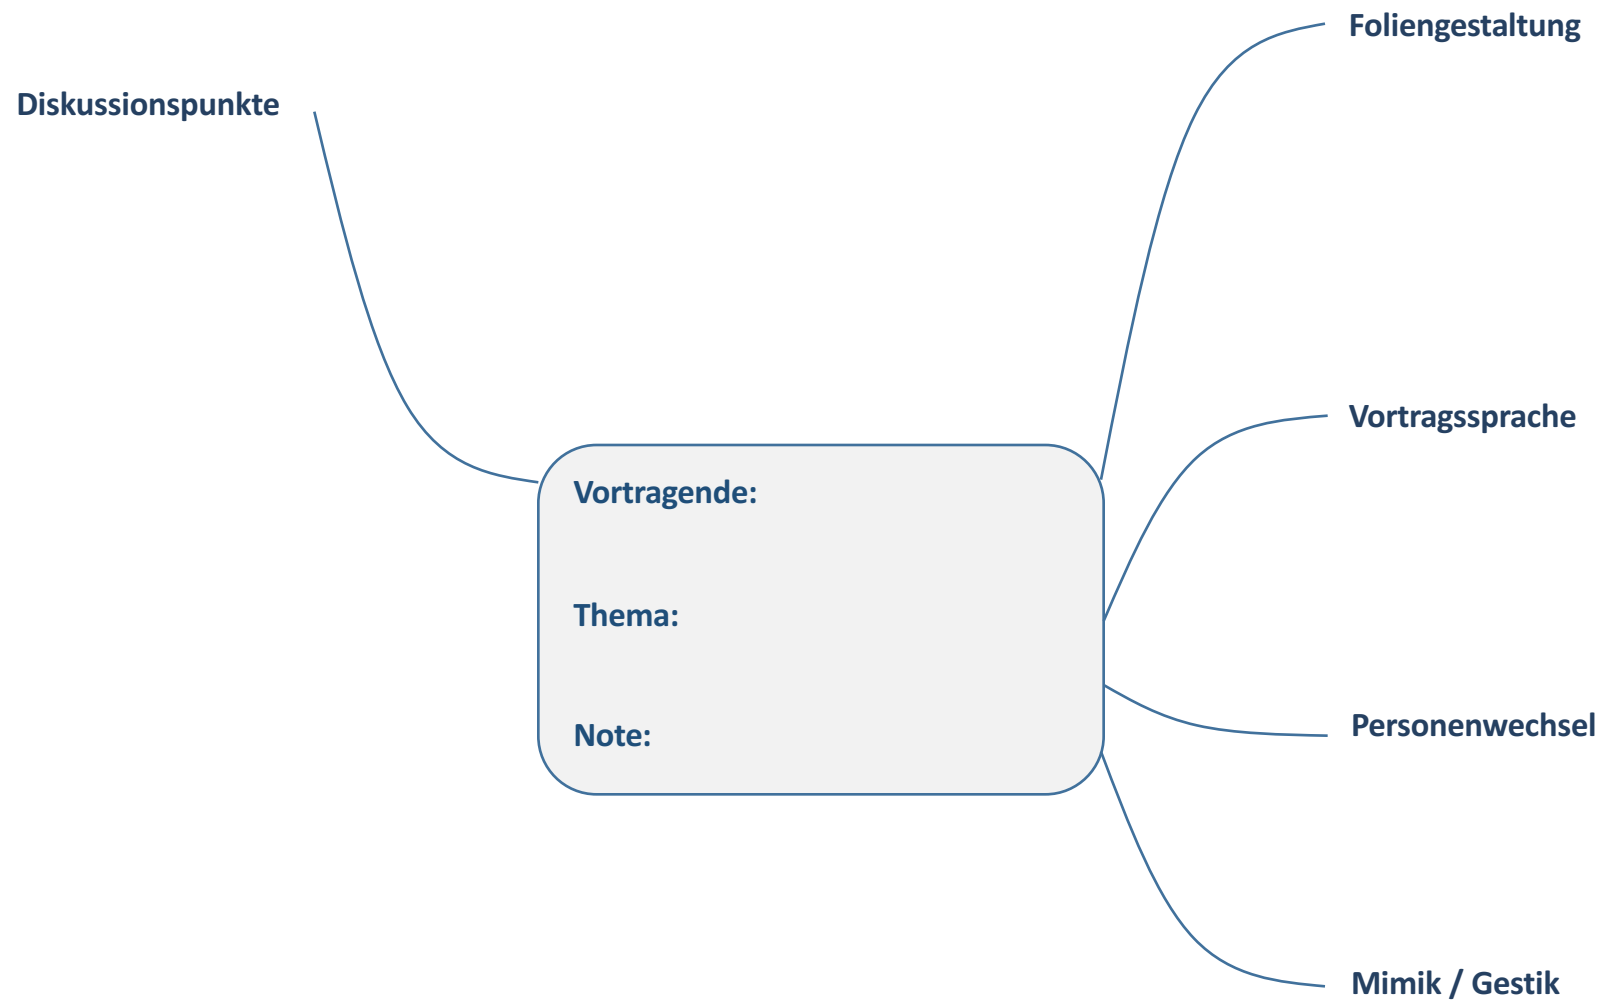 Foliengestaltung
Diskussionspunkte
Vortragssprache
Vortragende:
Thema:
Note:
Personenwechsel
Mimik / Gestik